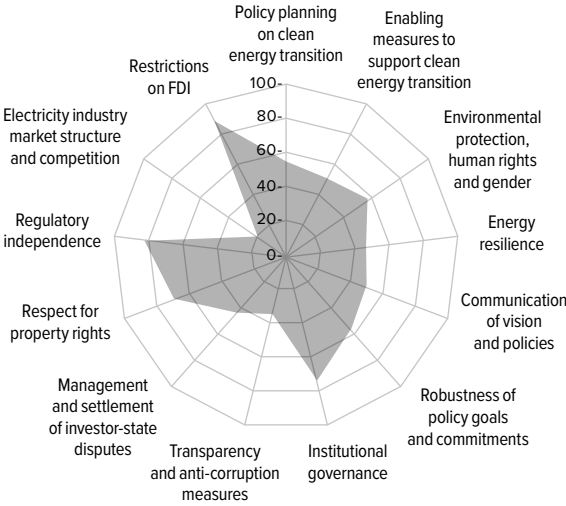 Policy planning
on clean
energy transition
Enabling
measures to
support clean
energy transition
Environmental
protection,
human rights
and gender
Energy
resilience
Communication
of vision
and policies
Robustness of
policy goals
and commitments
Institutional
governance
Transparency
and anti-corruption
measures
Management
and settlement
of investor-state
disputes
Respect for
property rights
Regulatory
independence
Electricity industry
market structure
and competition
Restrictions
on FDI
100
80
60
40
20
0